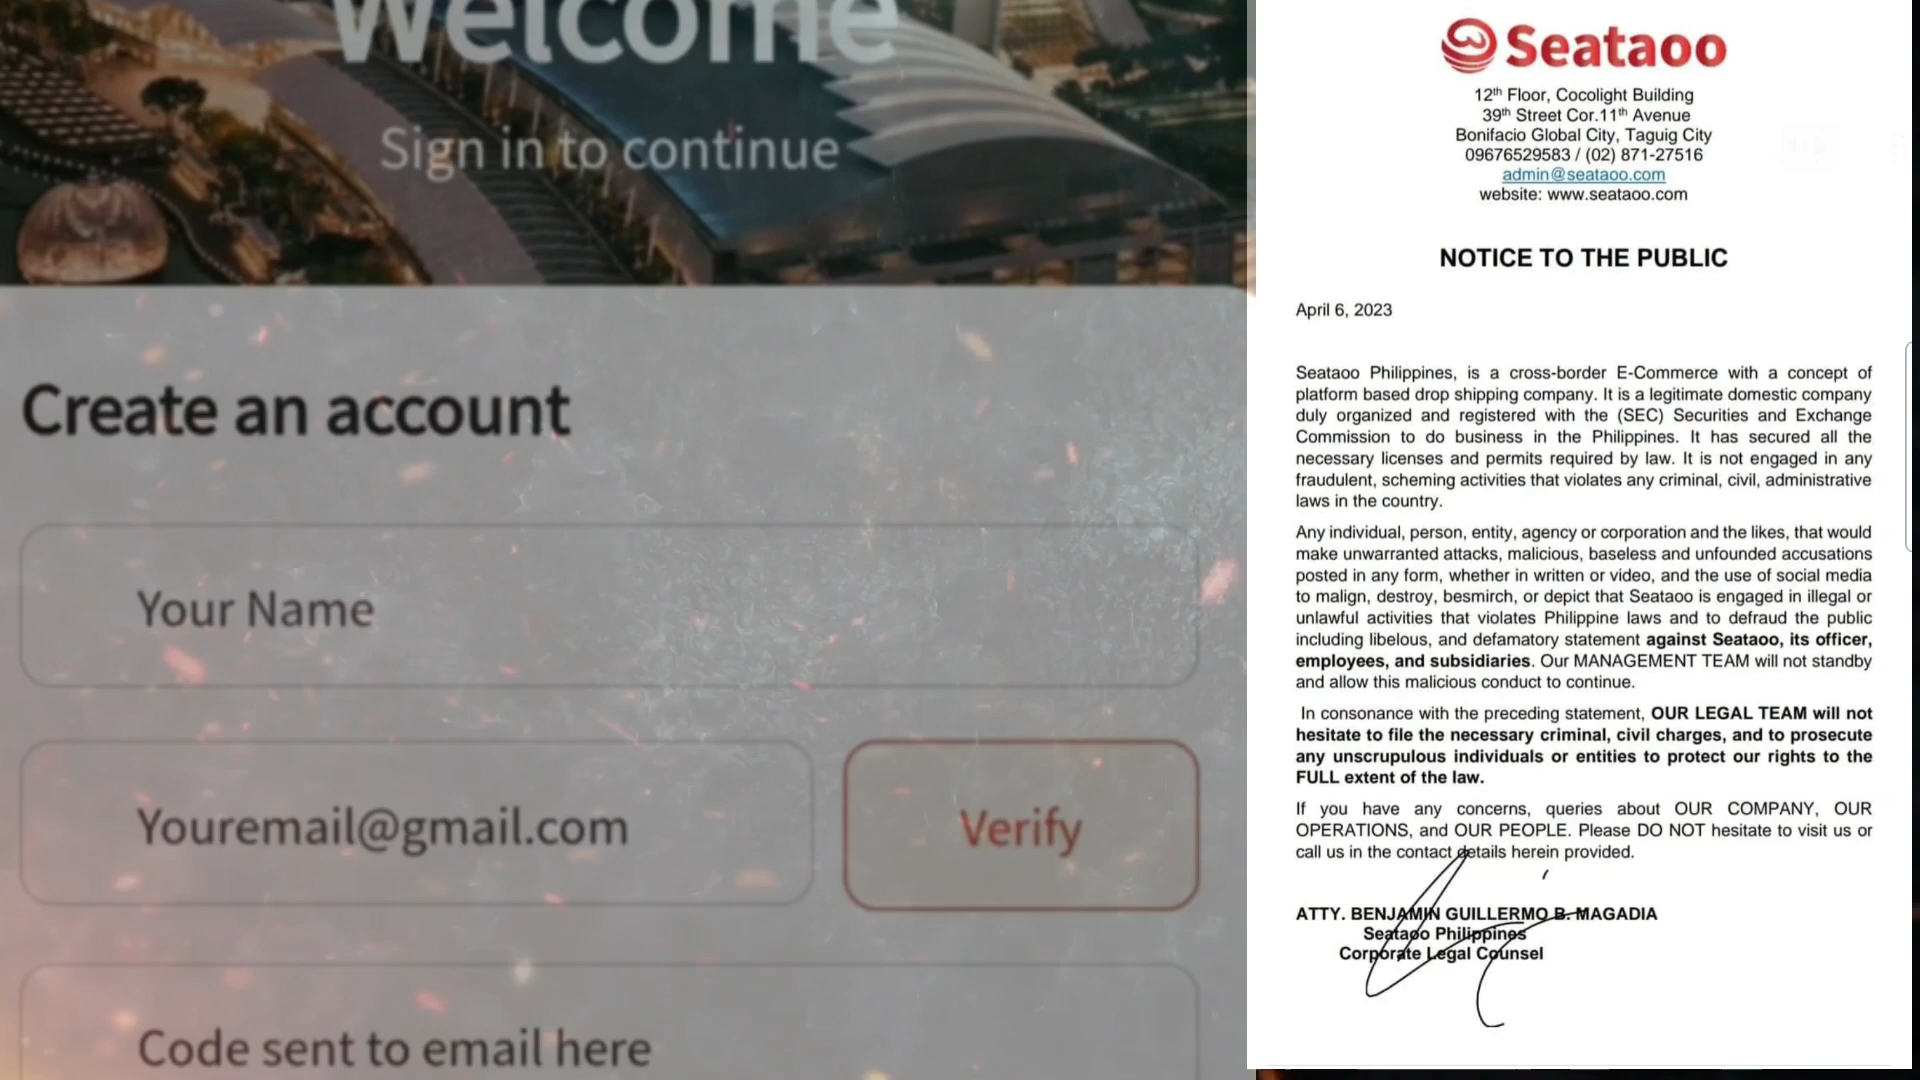 Welcome
Sign in to continue
Create an account
Your Name
Youremail@gmail.com
Verify
Code sent to email here
Seataoo
12th Floor, Cocolight Building
39th Street Cor.11th Avenue
Bonifacio Global City, Taguig City
09676529583 / (02) 871-27516
admin@seataoo.com
website: www.seataoo.com
NOTICE TO THE PUBLIC
April 6, 2023
Seataoo Philippines, is a cross-border E-Commerce with a concept of
platform based drop shipping company. It is a legitimate domestic company
duly organized and registered with the (SEC) Securities and Exchange
Commission to do business in the Philippines. It has secured all the
necessary licenses and permits required by law. It is not engaged in any
fraudulent, scheming activities that violates any criminal, civil, administrative
laws in the country.
Any individual, person, entity, agency or corporation and the likes, that would
make unwarranted attacks, malicious, baseless and unfounded accusations
posted in any form, whether in written or video, and the use of social media
to malign, destroy, besmirch, or depict that Seataoo is engaged in illegal or
unlawful activities that violates Philippine laws and to defraud the public
including libelous, and defamatory statement against Seataoo, its officer,
employees, and subsidiaries. Our MANAGEMENT TEAM will not standby
and allow this malicious conduct to continue.
In consonance with the preceding statement, OUR LEGAL TEAM will not
hesitate to file the necessary criminal, civil charges, and to prosecute
any unscrupulous individuals or entities to protect our rights to the
FULL extent of the law.
If you have any concerns, queries about OUR COMPANY, OUR
OPERATIONS, and OUR PEOPLE. Please DO NOT hesitate to visit us or
call us in the contact details herein provided.
ATTY. BENJAMIN GUILLERMO B. MAGADIA
Seataoo Philippines
Corporate Legal Counsel